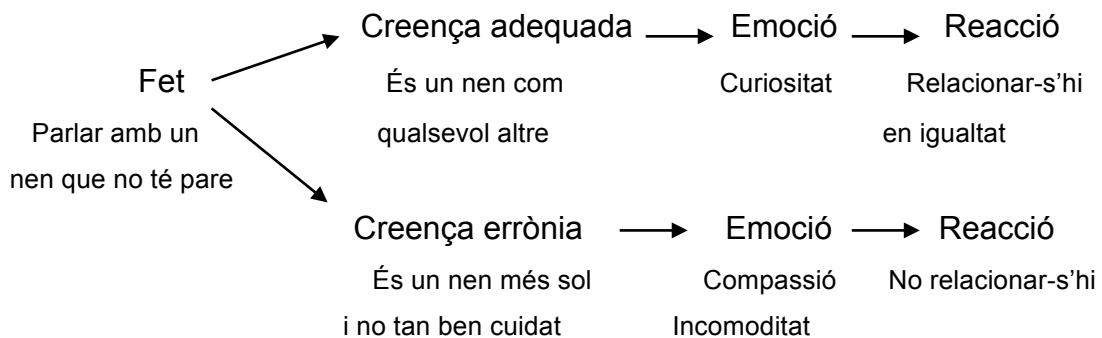 Creença adequada Emoció Reacció
Fet És un nen com Curiositat Relacionar-s’hi
Parlar amb un qualsevol altre en igualtat
nen que no té pare
Creença errònia Emoció Reacció
És un nen més sol Compassió No relacionar-s’hi
i no tan ben cuidat Incomoditat